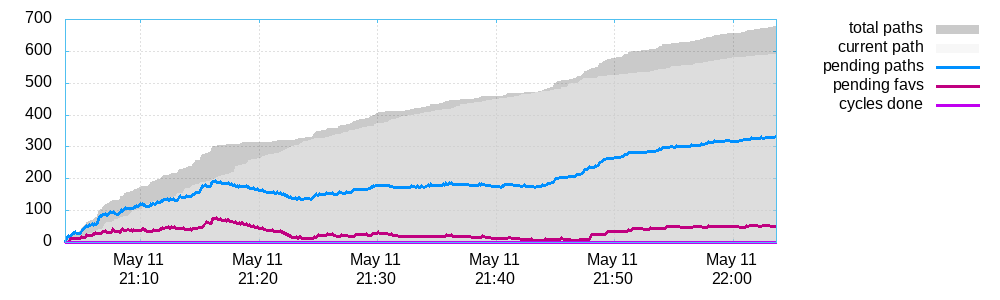 700
600
500
400
300
200
100
0
May 11 May 11 May 11 May 11 May 11 May 11
21:10 21:20 21:30 21:40 21:50 22:00
total paths
current path
pending paths
pending favs
cycles done